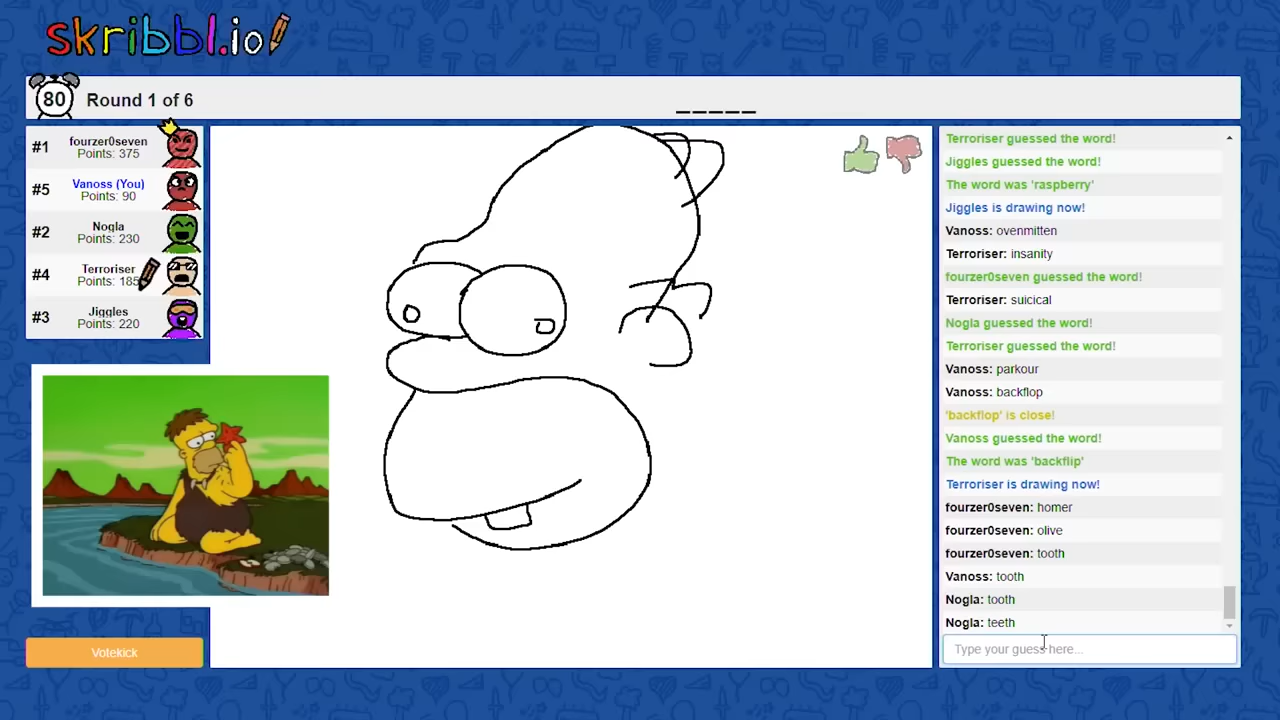 skribbl.io
80
Round 1 of 6
_____
#1 fourzer0seven
Points: 375
#5 Vanoss (You)
Points: 90
#2 Nogla
Points: 230
#4 Terroriser
Points: 185
#3 Jiggles
Points: 220
Votekick
Terroriser guessed the word!
Jiggles guessed the word!
The word was 'raspberry'
Jiggles is drawing now!
Vanoss: ovenmitten
Terroriser: insanity
fourzer0seven guessed the word!
Terroriser: suicical
Nogla guessed the word!
Terroriser guessed the word!
Vanoss: parkour
Vanoss: backflop
'backflop' is close!
Vanoss guessed the word!
The word was 'backflip'
Terroriser is drawing now!
fourzer0seven: homer
fourzer0seven: olive
fourzer0seven: tooth
Vanoss: tooth
Nogla: tooth
Nogla: teeth
Type your guess here...